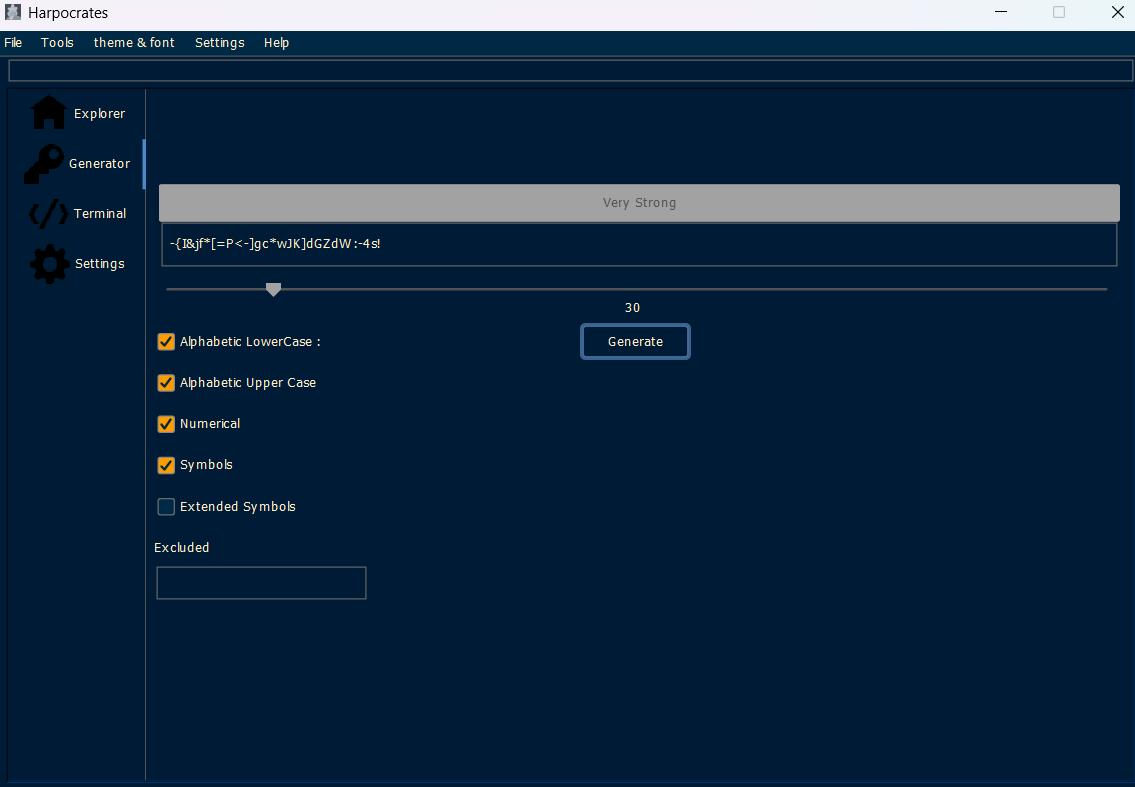 Harpocrates
File Tools theme & font Settings Help
Explorer
Generator
Terminal
Settings
Very Strong
-{I&jf*[=P<-]gc*wJK]dGZdW:-4s!
30
Alphabetic LowerCase :
Generate
Alphabetic Upper Case
Numerical
Symbols
Extended Symbols
Excluded